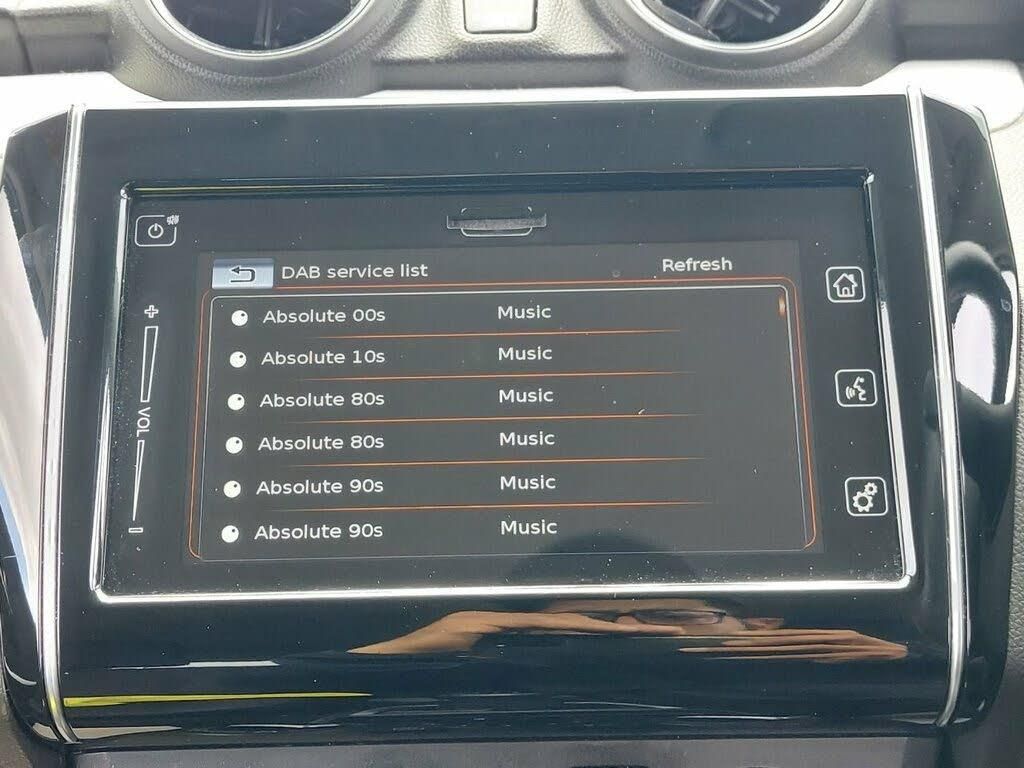 DAB service list Refresh
Absolute 00s Music
Absolute 10s Music
Absolute 80s Music
Absolute 80s Music
Absolute 90s Music
Absolute 90s Music
VOL